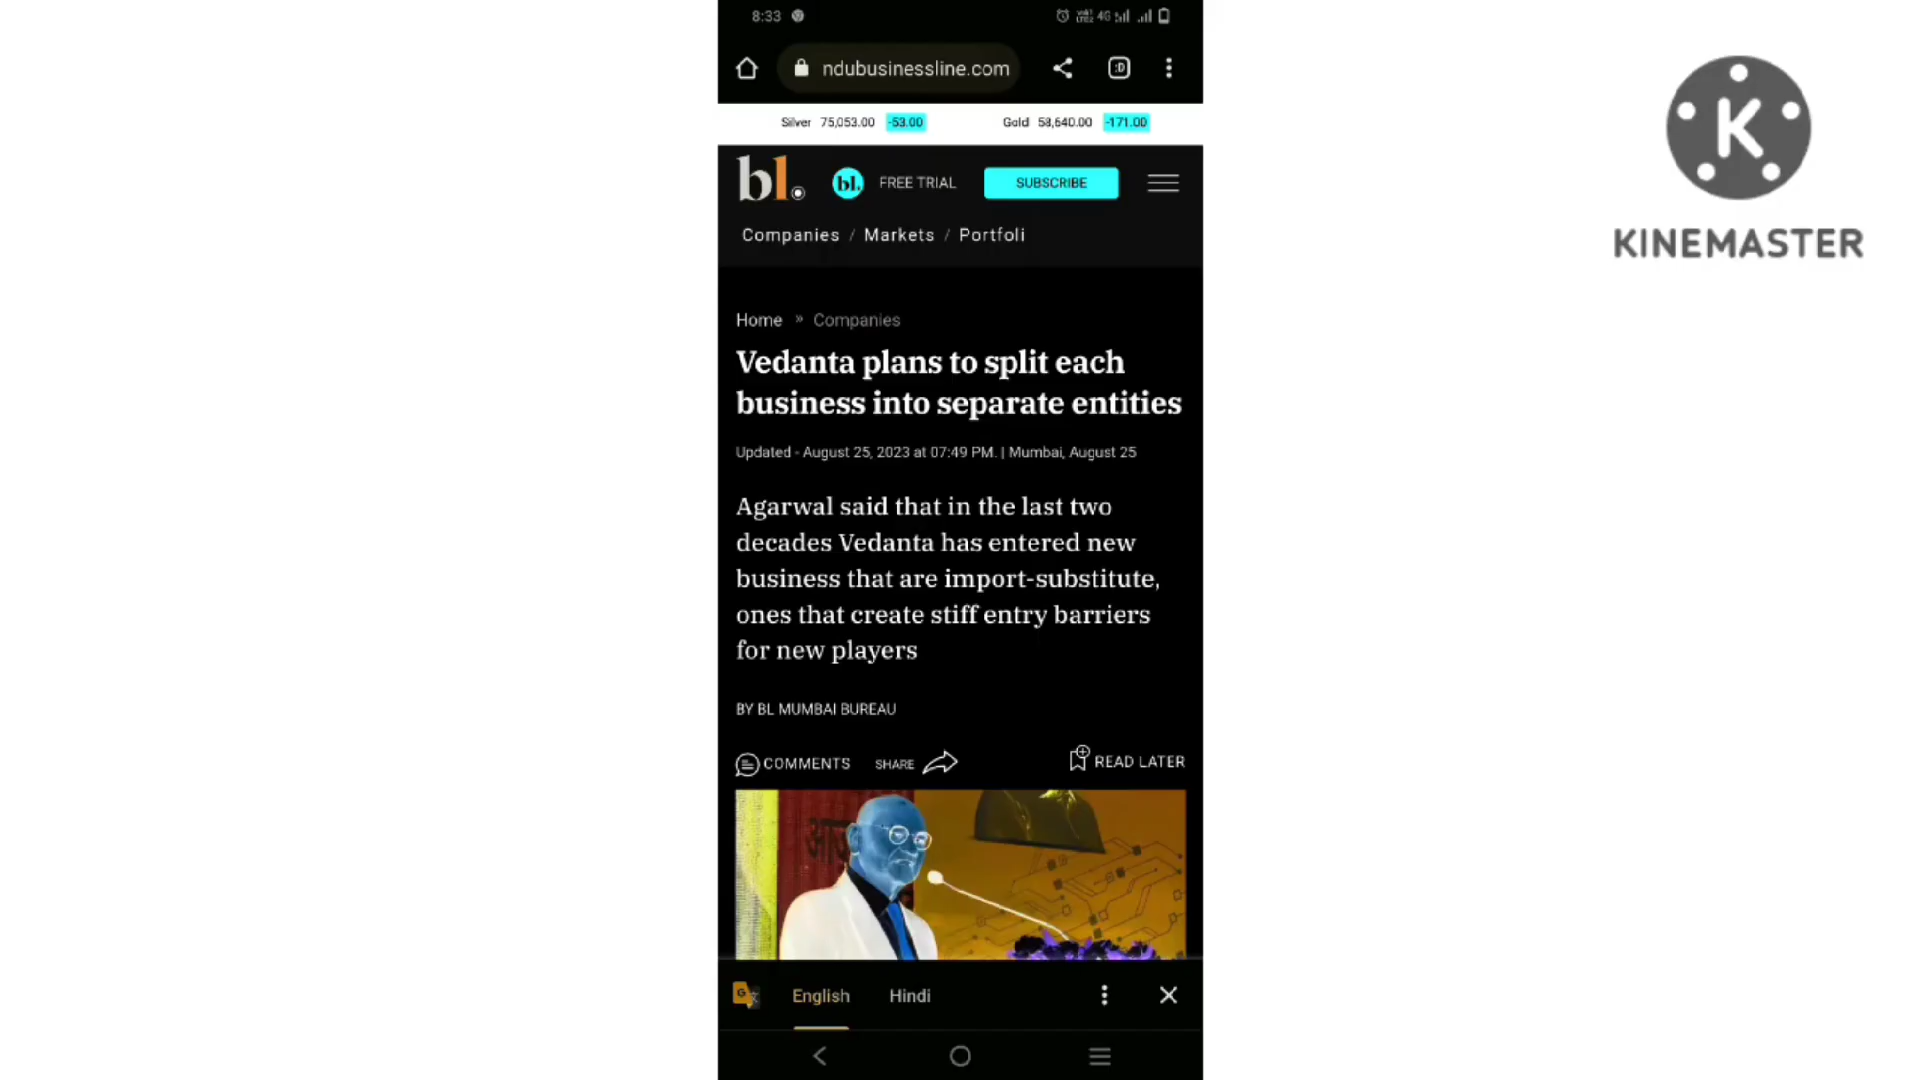 8:33
4G
ndubusinessline.com
:D
Silver 75,053.00 -53.00 Gold 58,640.00 -171.00
bl. bl. FREE TRIAL SUBSCRIBE
Companies / Markets / Portfoli
Home » Companies
Vedanta plans to split each
business into separate entities
Updated - August 25, 2023 at 07:49 PM. | Mumbai, August 25
Agarwal said that in the last two
decades Vedanta has entered new
business that are import-substitute,
ones that create stiff entry barriers
for new players
BY BL MUMBAI BUREAU
COMMENTS SHARE READ LATER
English Hindi
K
KINEMASTER